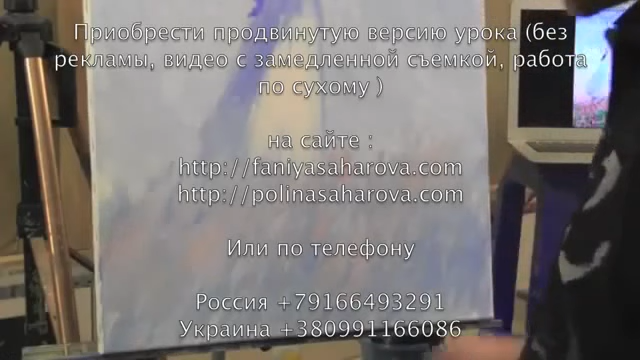 Приобрести продвинутую версию урока (без
рекламы, видео с замедленной съемкой, работа
по сухому )
на сайте :
http://faniyasaharova.com
http://polinasaharova.com
Или по телефону
Россия +79166493291
Украина +380991166086